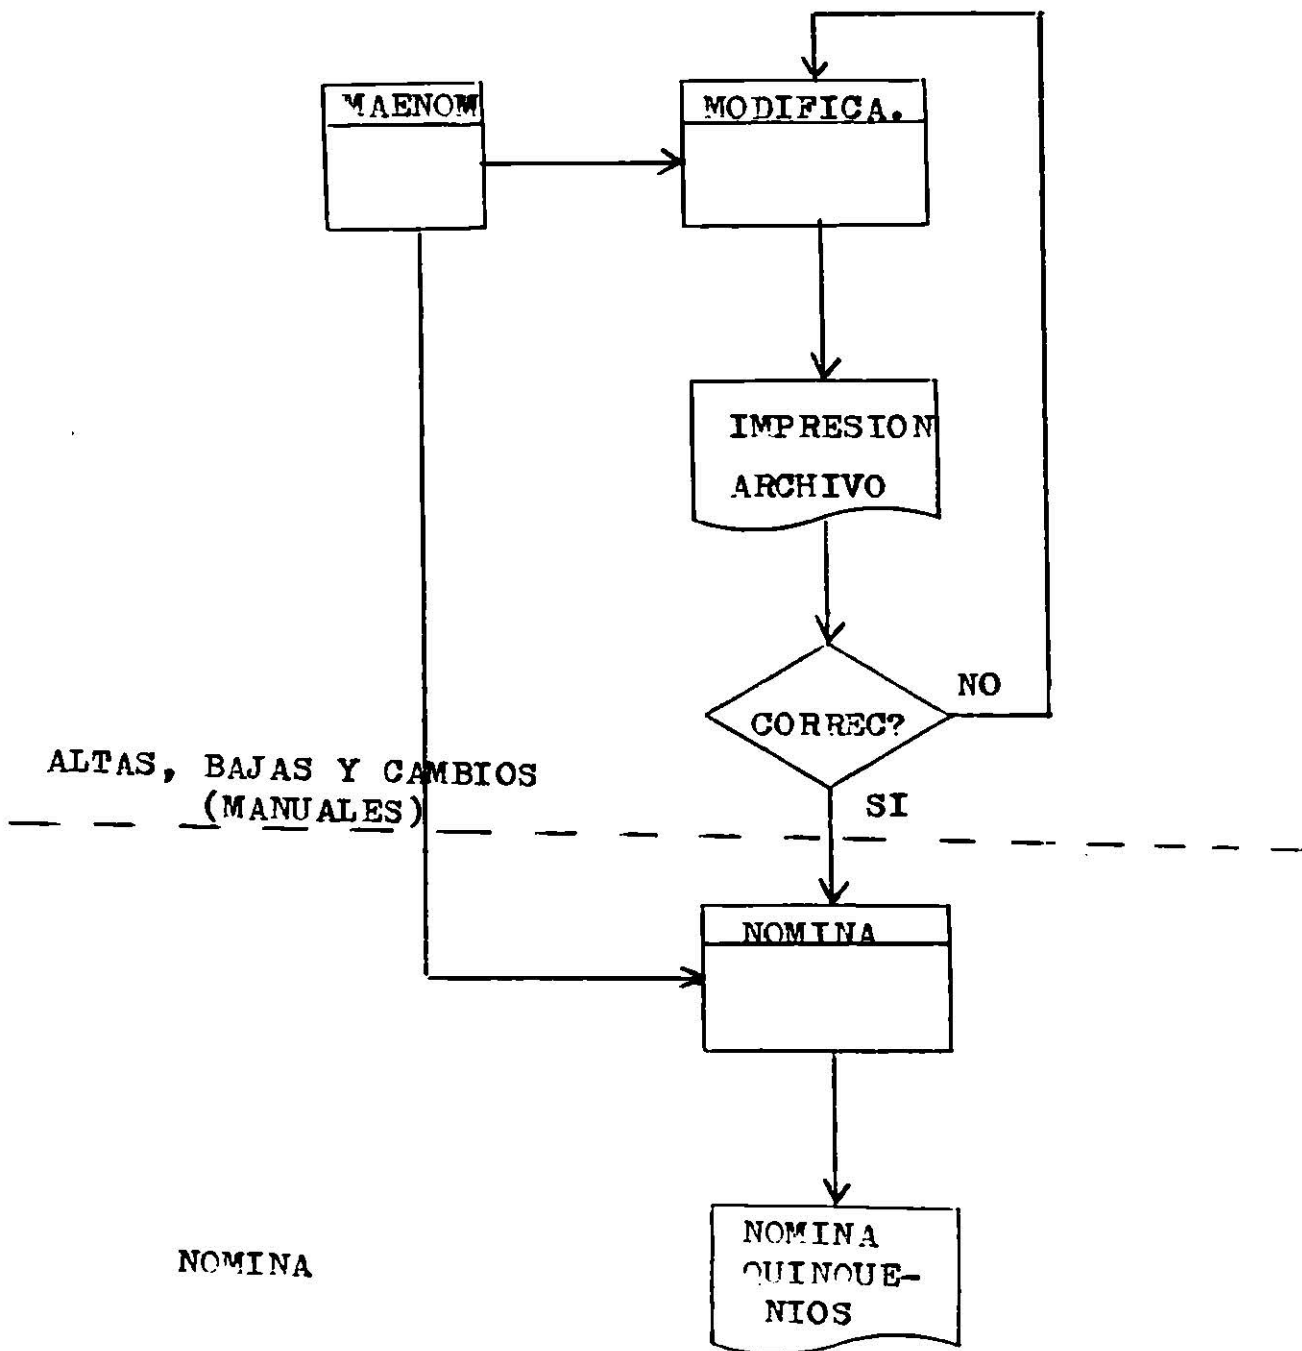 MAENOM
MODIFICA.
IMPRESION
ARCHIVO
CORREC?
NO
ALTAS, BAJAS Y CAMBIOS
(MANUALES)
SI
NOMINA
NOMINA
NOMINA
QUINQUE-
NIOS